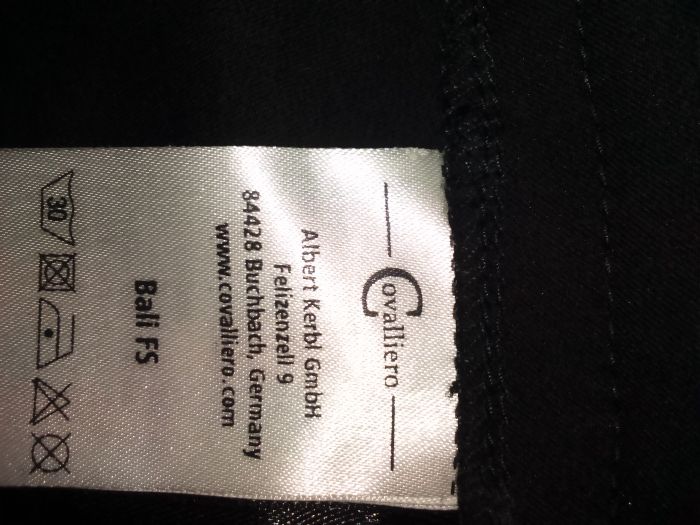 Covalliero
Albert Kerbl GmbH
Felizenzell 9
84428 Buchbach, Germany
www.covalliero.com
Bali FS
30